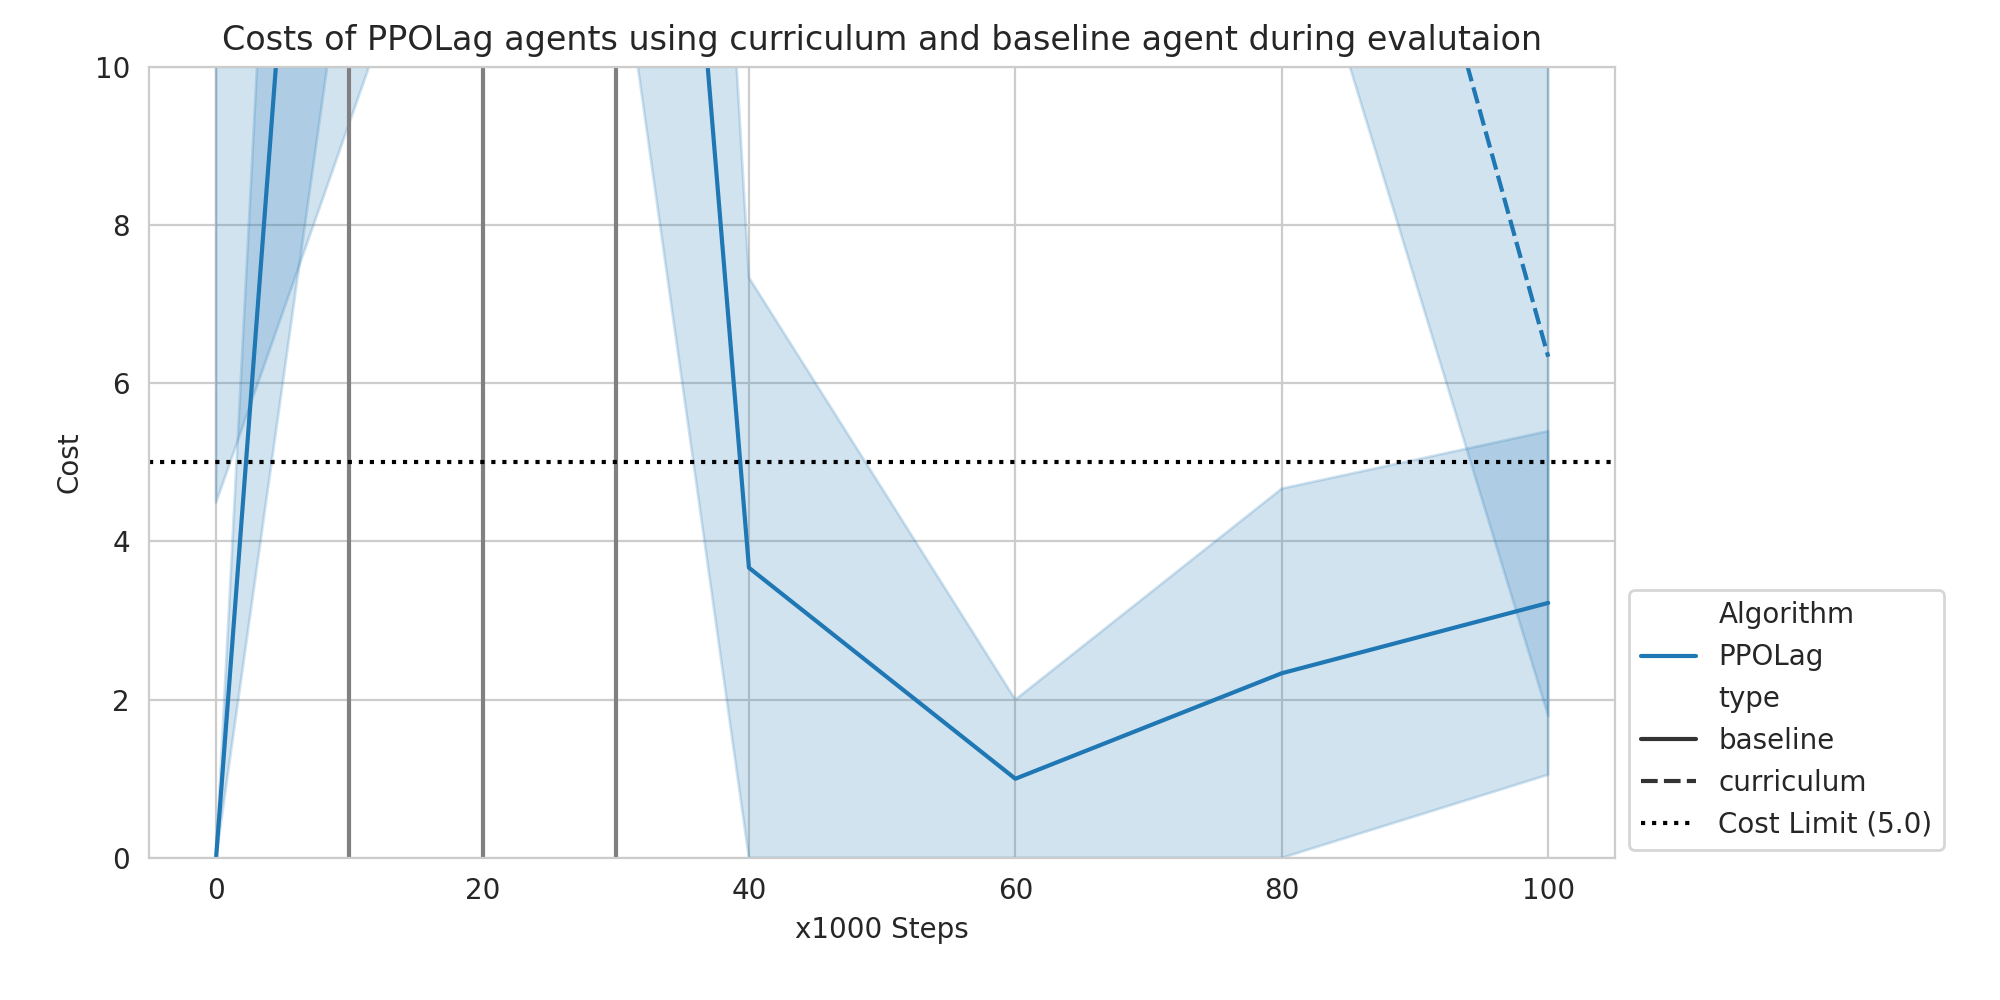 Costs of PPOLag agents using curriculum and baseline agent during evalutaion
10
8
6
4
2
0
Cost
0 20 40 60 80 100
x1000 Steps
Algorithm
PPOLag
type
baseline
curriculum
Cost Limit (5.0)